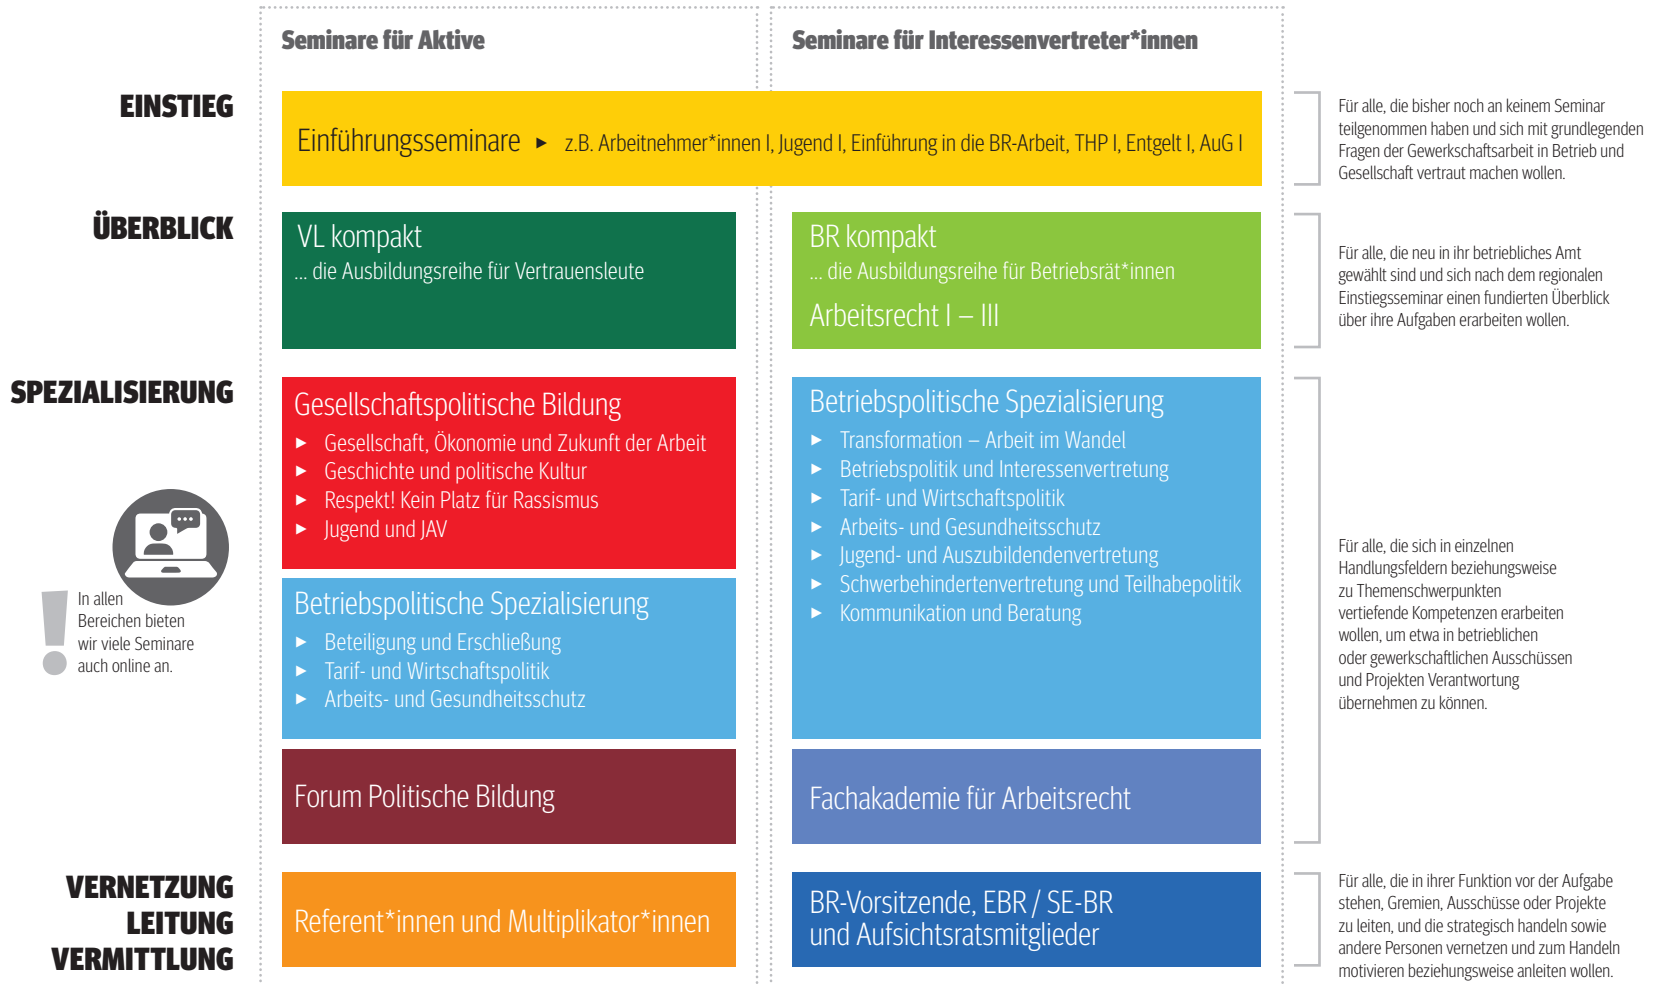 Seminare für Aktive
Seminare für Interessenvertreter*innen
EINSTIEG
Einführungsseminare ► z.B. Arbeitnehmer*innen I, Jugend I, Einführung in die BR-Arbeit, THP I, Entgelt I, AuG I
Für alle, die bisher noch an keinem Seminar
teilgenommen haben und sich mit grundlegenden
Fragen der Gewerkschaftsarbeit in Betrieb und
Gesellschaft vertraut machen wollen.
ÜBERBLICK
VL kompakt
... die Ausbildungsreihe für Vertrauensleute
BR kompakt
... die Ausbildungsreihe für Betriebsrät*innen
Arbeitsrecht I – III
Für alle, die neu in ihr betriebliches Amt
gewählt sind und sich nach dem regionalen
Einstiegsseminar einen fundierten Überblick
über ihre Aufgaben erarbeiten wollen.
SPEZIALISIERUNG
Gesellschaftspolitische Bildung
► Gesellschaft, Ökonomie und Zukunft der Arbeit
► Geschichte und politische Kultur
► Respekt! Kein Platz für Rassismus
► Jugend und JAV
Betriebspolitische Spezialisierung
► Beteiligung und Erschließung
► Tarif- und Wirtschaftspolitik
► Arbeits- und Gesundheitsschutz
Forum Politische Bildung
Betriebspolitische Spezialisierung
► Transformation – Arbeit im Wandel
► Betriebspolitik und Interessenvertretung
► Tarif- und Wirtschaftspolitik
► Arbeits- und Gesundheitsschutz
► Jugend- und Auszubildendenvertretung
► Schwerbehindertenvertretung und Teilhabepolitik
► Kommunikation und Beratung
Fachakademie für Arbeitsrecht
Für alle, die sich in einzelnen
Handlungsfeldern beziehungsweise
zu Themenschwerpunkten
vertiefende Kompetenzen erarbeiten
wollen, um etwa in betrieblichen
oder gewerkschaftlichen Ausschüssen
und Projekten Verantwortung
übernehmen zu können.
!
In allen
Bereichen bieten
wir viele Seminare
auch online an.
VERNETZUNG
LEITUNG
VERMITTLUNG
Referent*innen und Multiplikator*innen
BR-Vorsitzende, EBR / SE-BR
und Aufsichtsratsmitglieder
Für alle, die in ihrer Funktion vor der Aufgabe
stehen, Gremien, Ausschüsse oder Projekte
zu leiten, und die strategisch handeln sowie
andere Personen vernetzen und zum Handeln
motivieren beziehungsweise anleiten wollen.